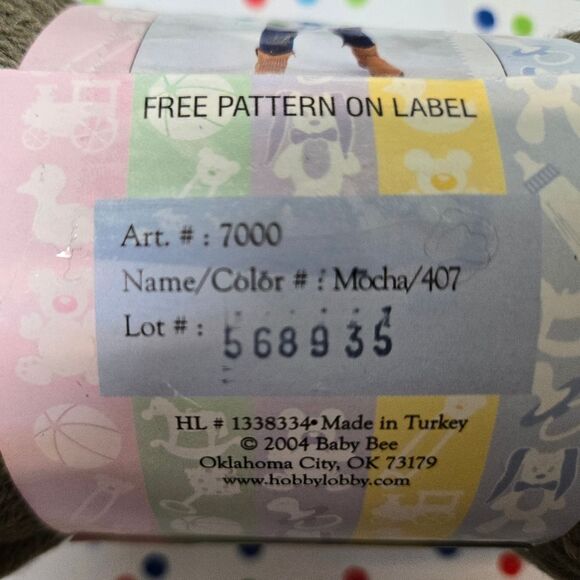 FREE PATTERN ON LABEL
Art. # : 7000
Name/Color # : Mocha/407
Lot # : 568935
HL # 1338334• Made in Turkey
© 2004 Baby Bee
Oklahoma City, OK 73179
www.hobbylobby.com